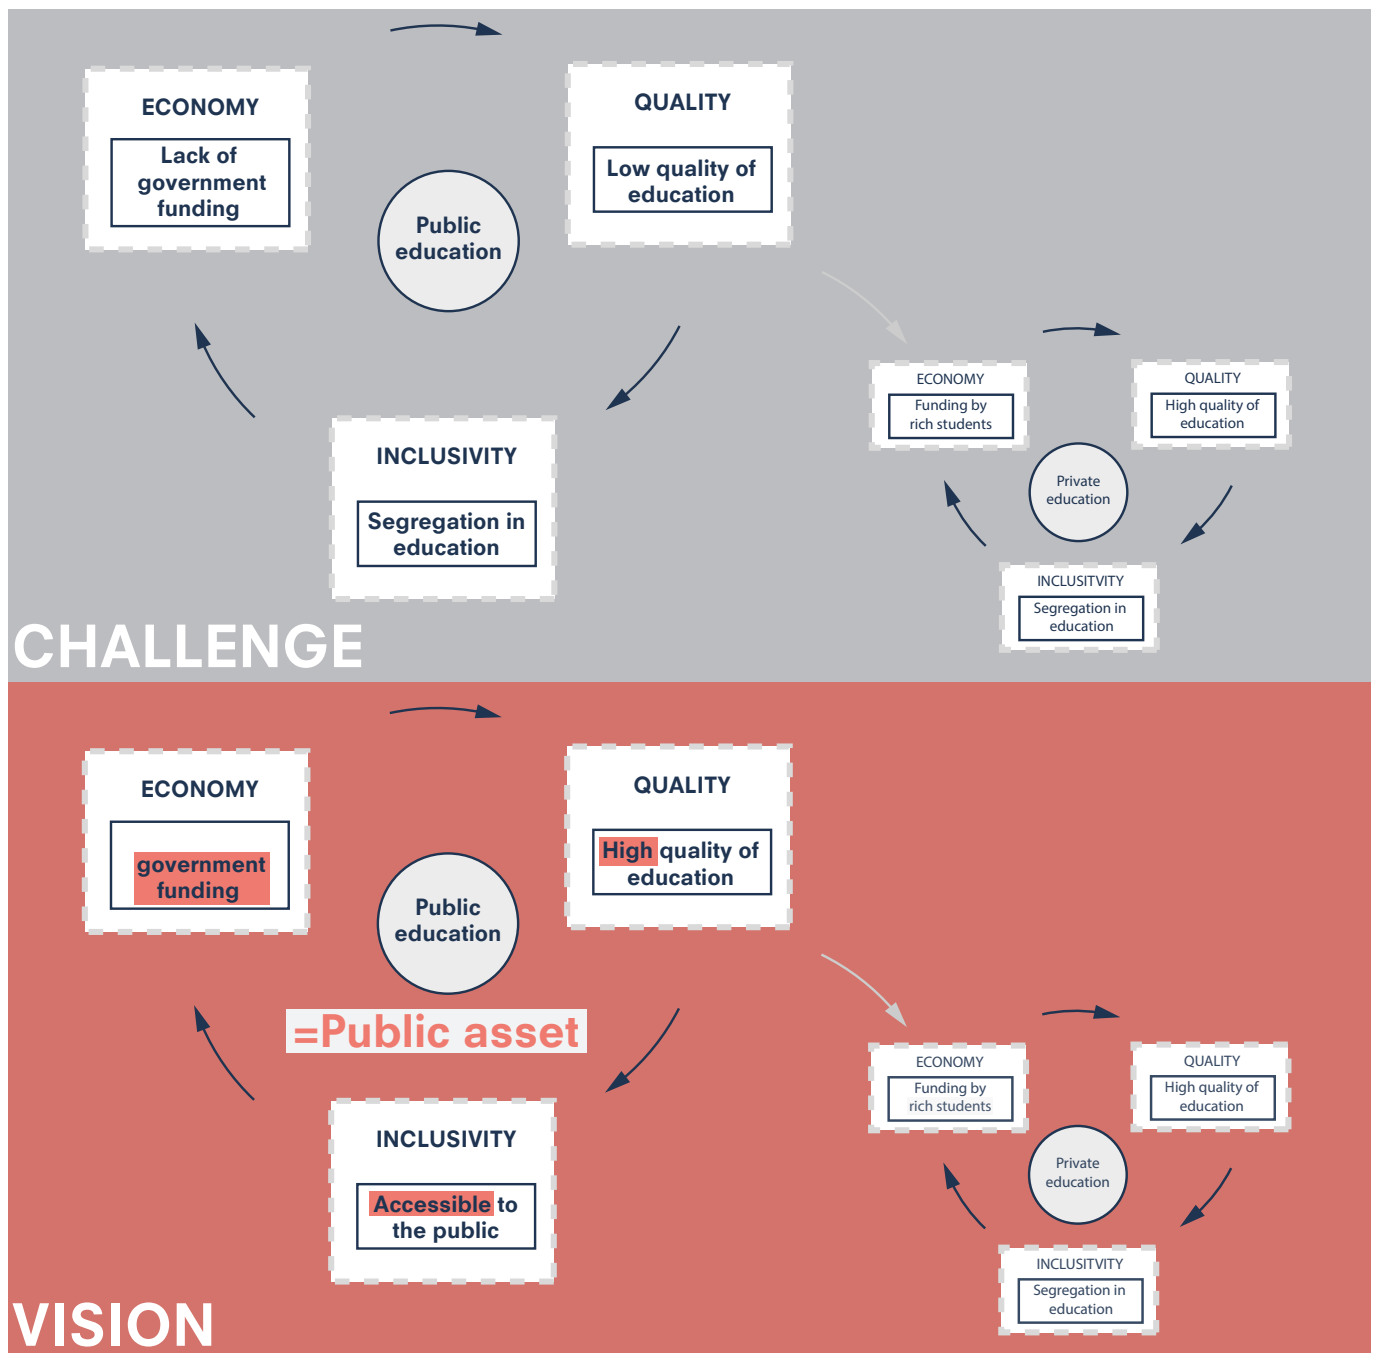 ECONOMY
Lack of
government
funding
QUALITY
Low quality of
education
Public
education
INCLUSIVITY
Segregation in
education
ECONOMY
Funding by
rich students
QUALITY
High quality of
education
Private
education
INCLUSITVITY
Segregation in
education
CHALLENGE
ECONOMY
government
funding
QUALITY
High quality of
education
Public
education
=Public asset
INCLUSIVITY
Accessible to
the public
ECONOMY
Funding by
rich students
QUALITY
High quality of
education
Private
education
INCLUSITVITY
Segregation in
education
VISION